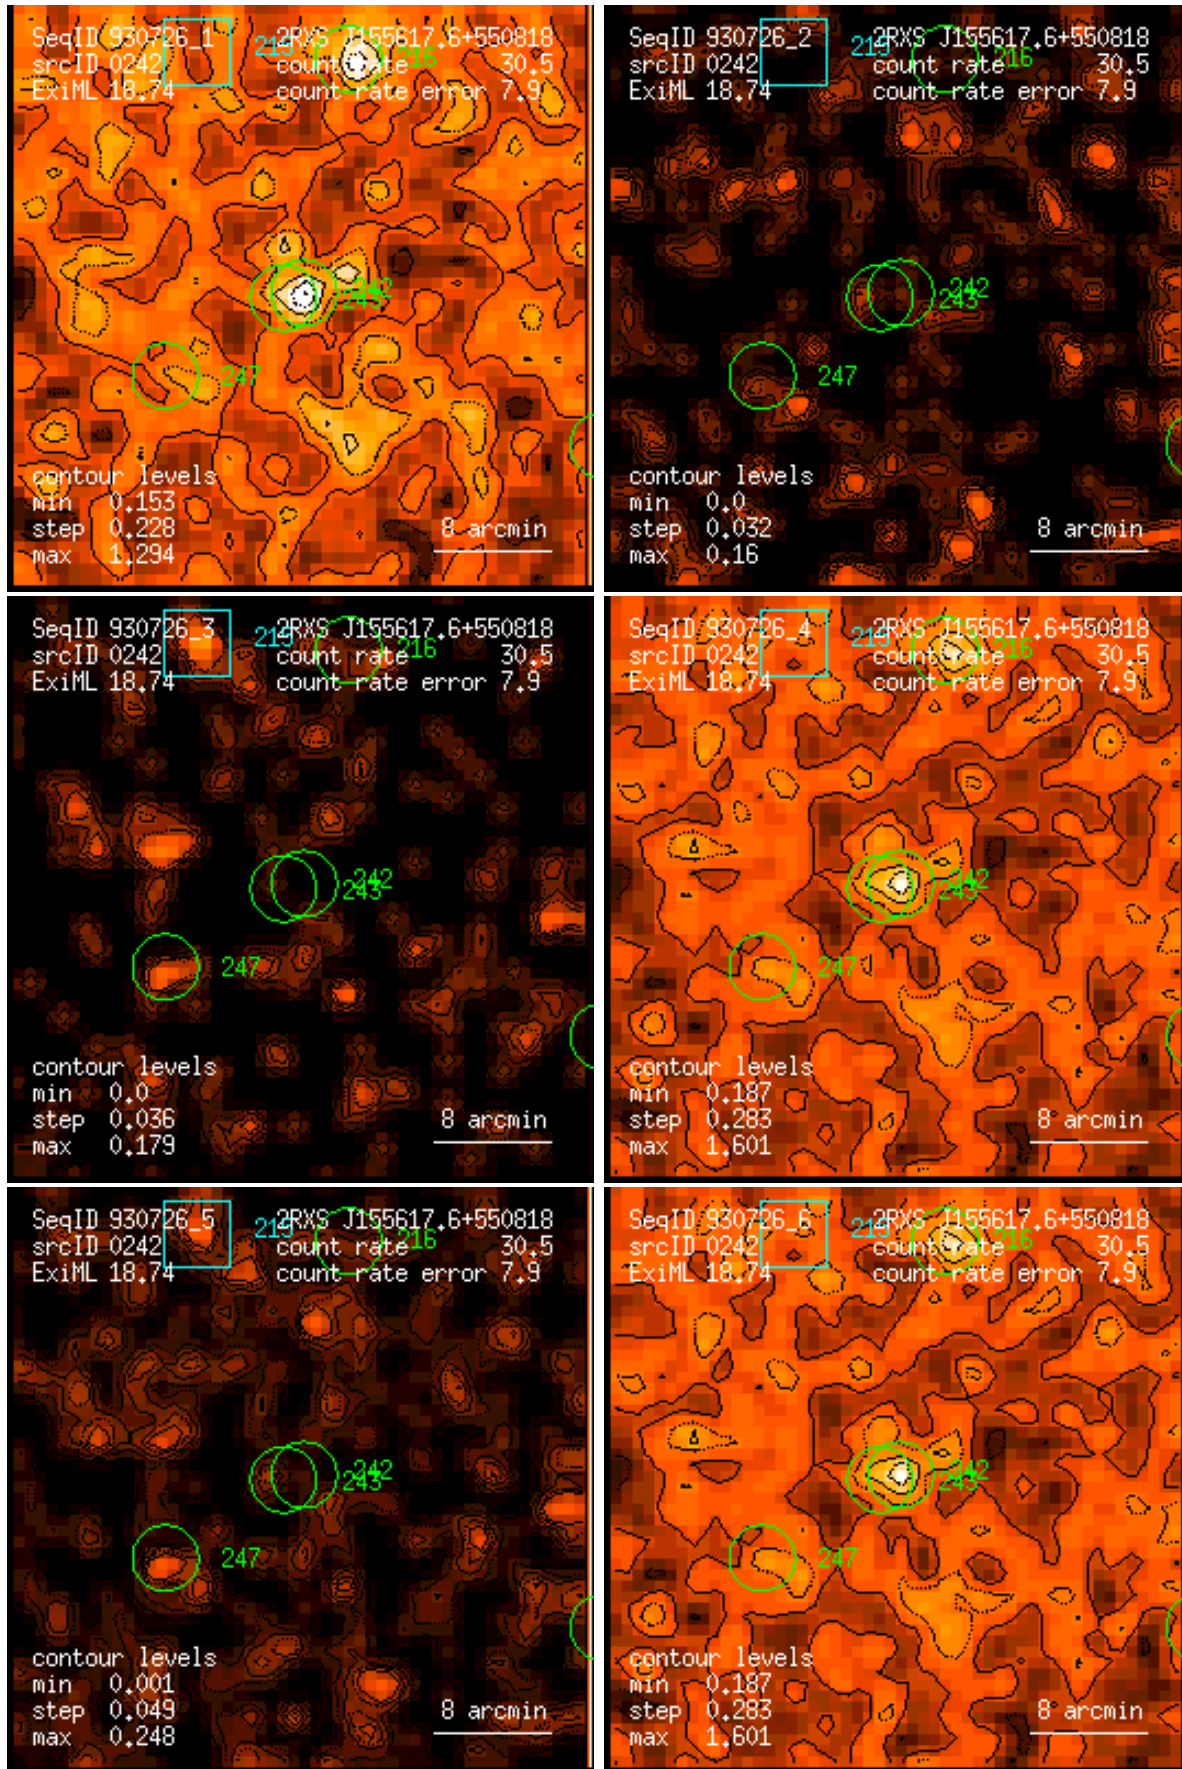 SeqID 930726_1 215 2RXS J155617.6+550818
srcID 0242 count rate 216 30.5
ExiML 18.74 count rate error 7.9
242
243
247
contour levels
min 0.153
step 0.228 8 arcmin
max 1.294
SeqID 930726_2 215 2RXS J155617.6+550818
srcID 0242 count rate 216 30.5
ExiML 18.74 count rate error 7.9
242
243
247
contour levels
min 0.0
step 0.032 8 arcmin
max 0.16
SeqID 930726_3 215 2RXS J155617.6+550818
srcID 0242 count rate 216 30.5
ExiML 18.74 count rate error 7.9
242
243
247
contour levels
min 0.0
step 0.036 8 arcmin
max 0.179
SeqID 930726_4 215 2RXS J155617.6+550818
srcID 0242 count rate 216 30.5
ExiML 18.74 count rate error 7.9
242
243
247
contour levels
min 0.187
step 0.283 8 arcmin
max 1.601
SeqID 930726_5 215 2RXS J155617.6+550818
srcID 0242 count rate 216 30.5
ExiML 18.74 count rate error 7.9
242
243
247
contour levels
min 0.001
step 0.049 8 arcmin
max 0.248
SeqID 930726_6 215 2RXS J155617.6+550818
srcID 0242 count rate 216 30.5
ExiML 18.74 count rate error 7.9
242
243
247
contour levels
min 0.187
step 0.283 8 arcmin
max 1.601